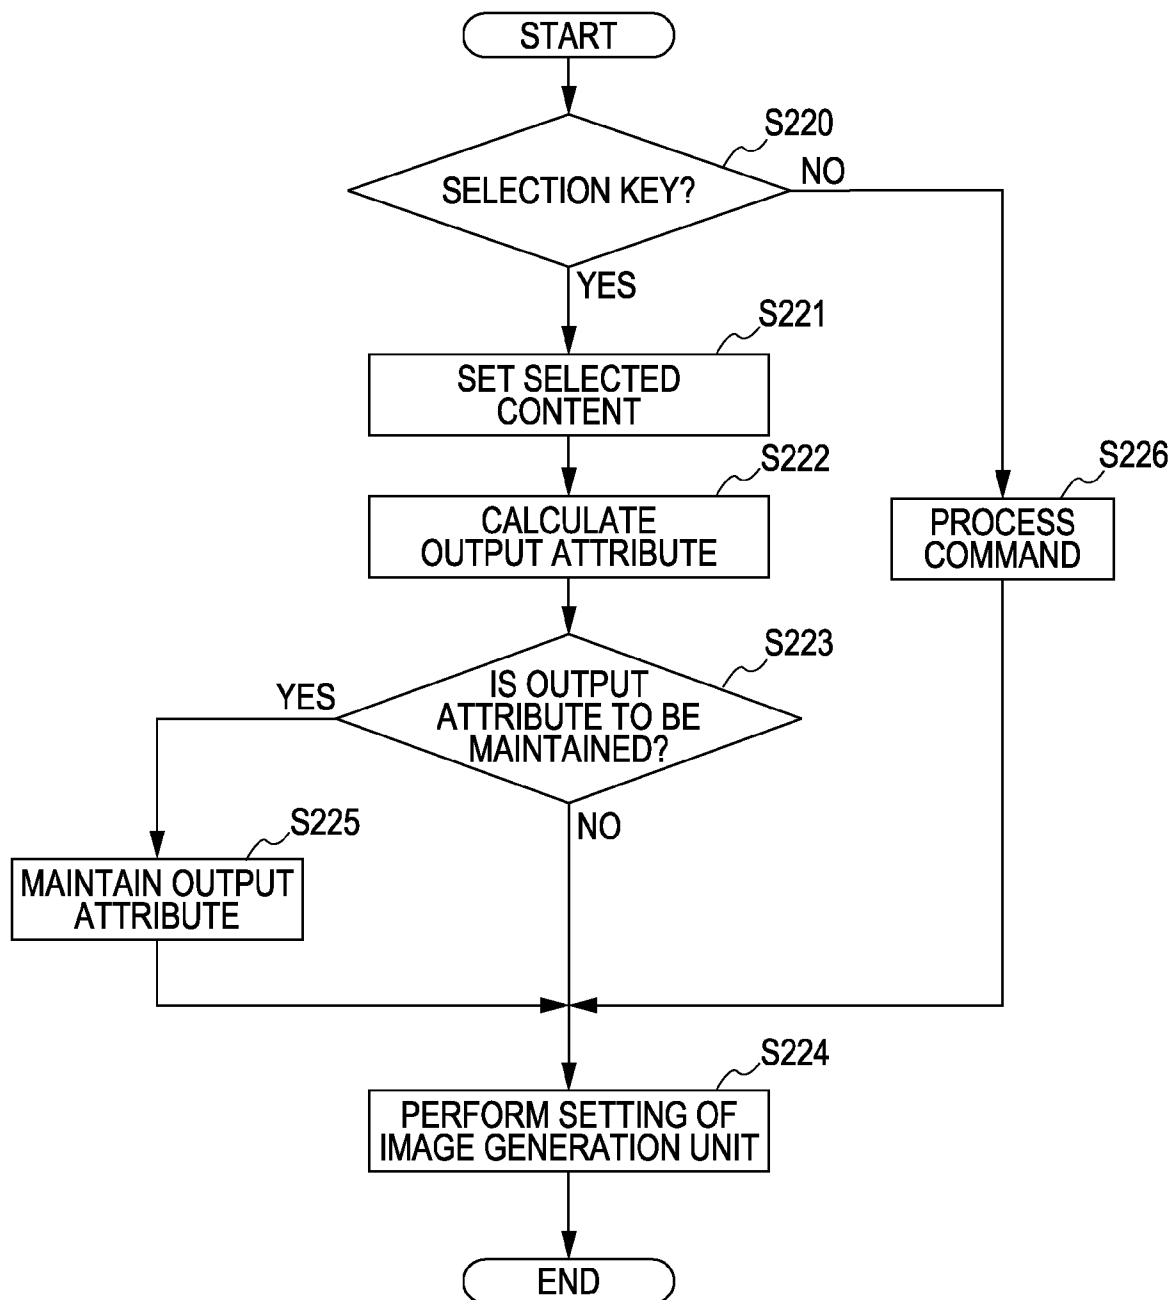 START
S220
SELECTION KEY?
NO
YES
S221
SET SELECTED
CONTENT
S222
CALCULATE
OUTPUT ATTRIBUTE
S226
PROCESS
COMMAND
S223
IS OUTPUT
ATTRIBUTE TO BE
MAINTAINED?
YES
NO
S225
MAINTAIN OUTPUT
ATTRIBUTE
S224
PERFORM SETTING OF
IMAGE GENERATION UNIT
END